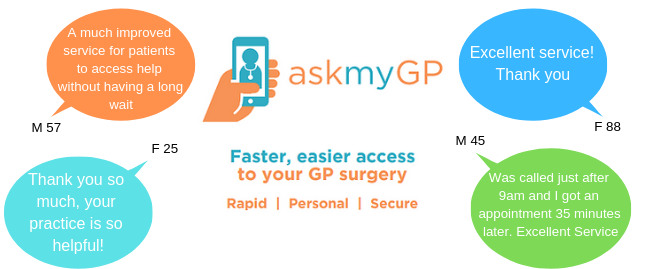 A much improved
service for patients
to access help
without having a long
wait
M 57
askmyGP
Excellent service!
Thank you
F 88
F 25
Thank you so
much, your
practice is so
helpful!
Faster, easier access
to your GP surgery
Rapid | Personal | Secure
M 45
Was called just after
9am and I got an
appointment 35 minutes
later. Excellent Service